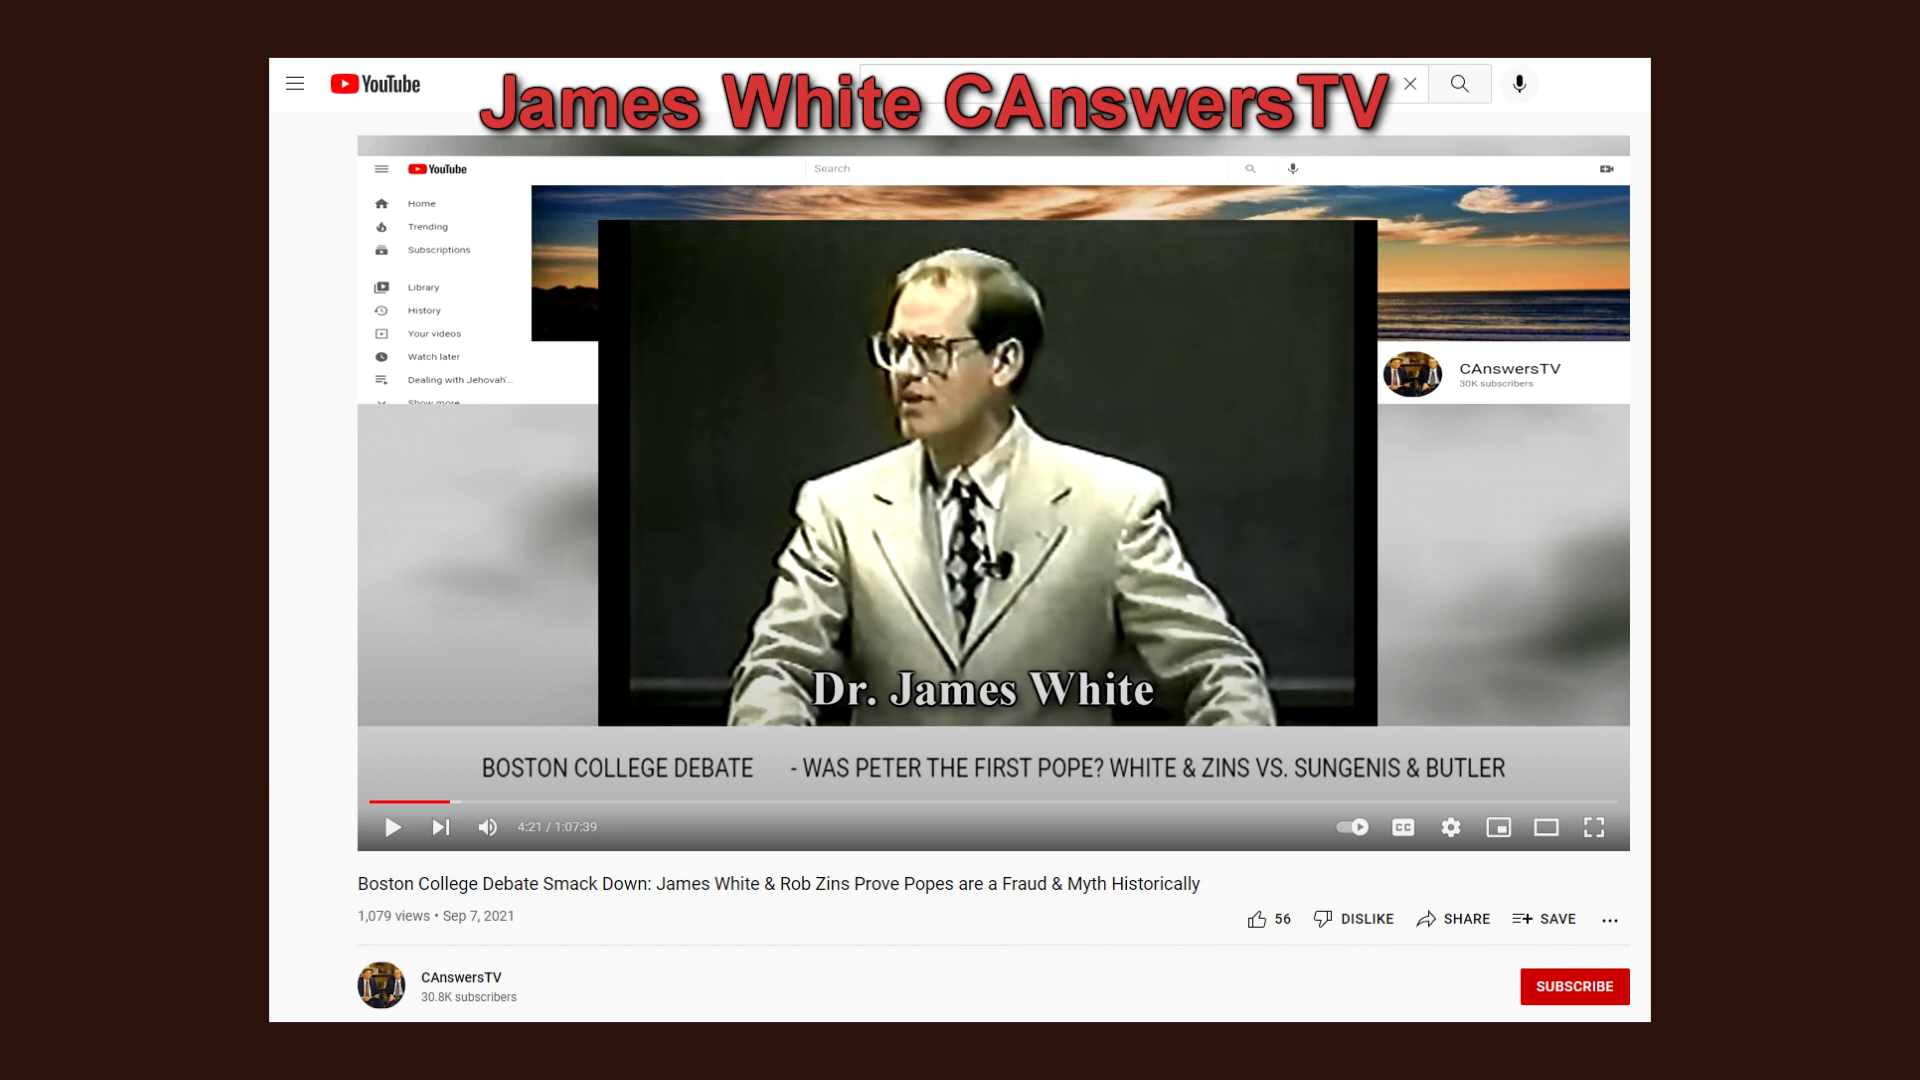 James White CAnswersTV
YouTube
YouTube
Search
Home
Trending
Subscriptions
Library
History
Your videos
Watch later
Dealing with Jehovah'...
Show more
CAnswersTV
30K subscribers
Dr. James White
BOSTON COLLEGE DEBATE - WAS PETER THE FIRST POPE? WHITE & ZINS VS. SUNGENIS & BUTLER
4:21 / 1:07:39
CC
Boston College Debate Smack Down: James White & Rob Zins Prove Popes are a Fraud & Myth Historically
1,079 views • Sep 7, 2021
56 DISLIKE SHARE SAVE ...
CAnswersTV
30.8K subscribers
SUBSCRIBE